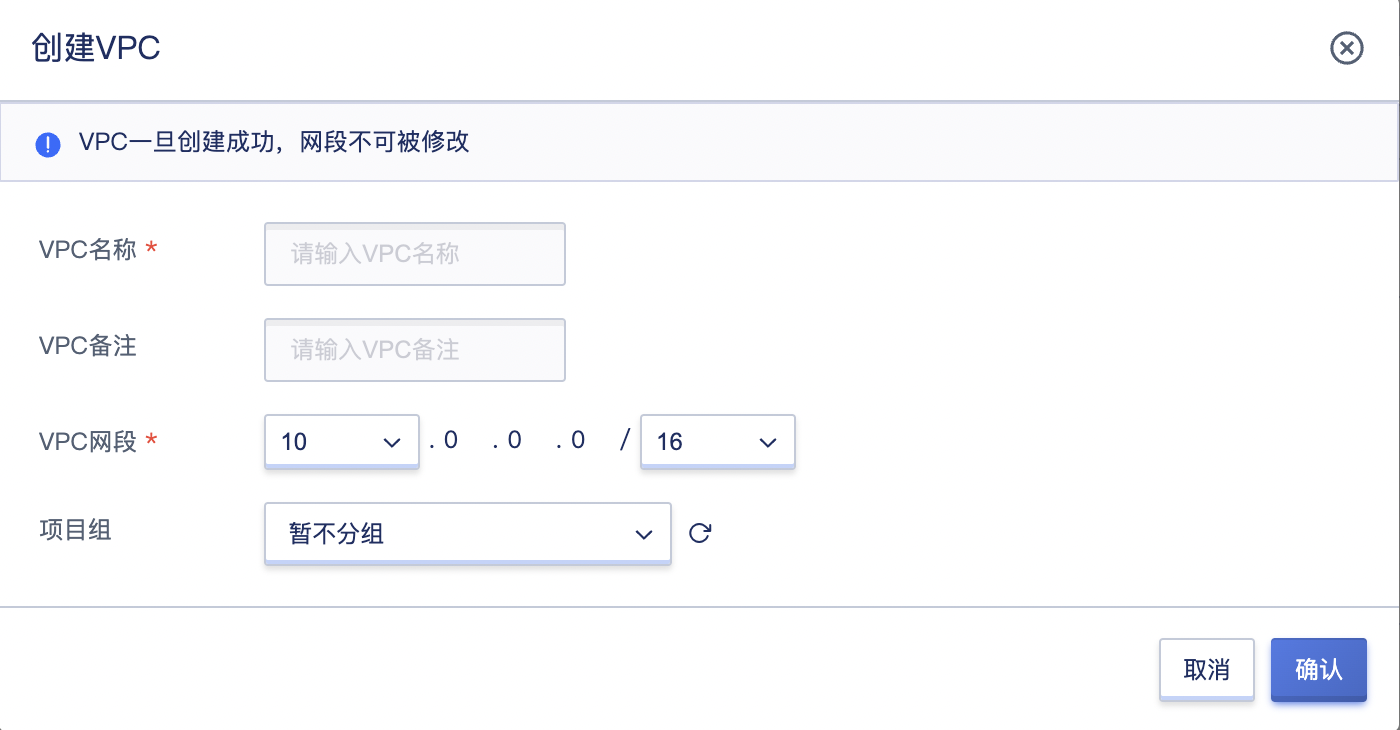 创建VPC
VPC一旦创建成功，网段不可被修改
VPC名称 * 请输入VPC名称
VPC备注 请输入VPC备注
VPC网段 * 10 . 0 . 0 . 0 / 16
项目组 暂不分组
取消 确认